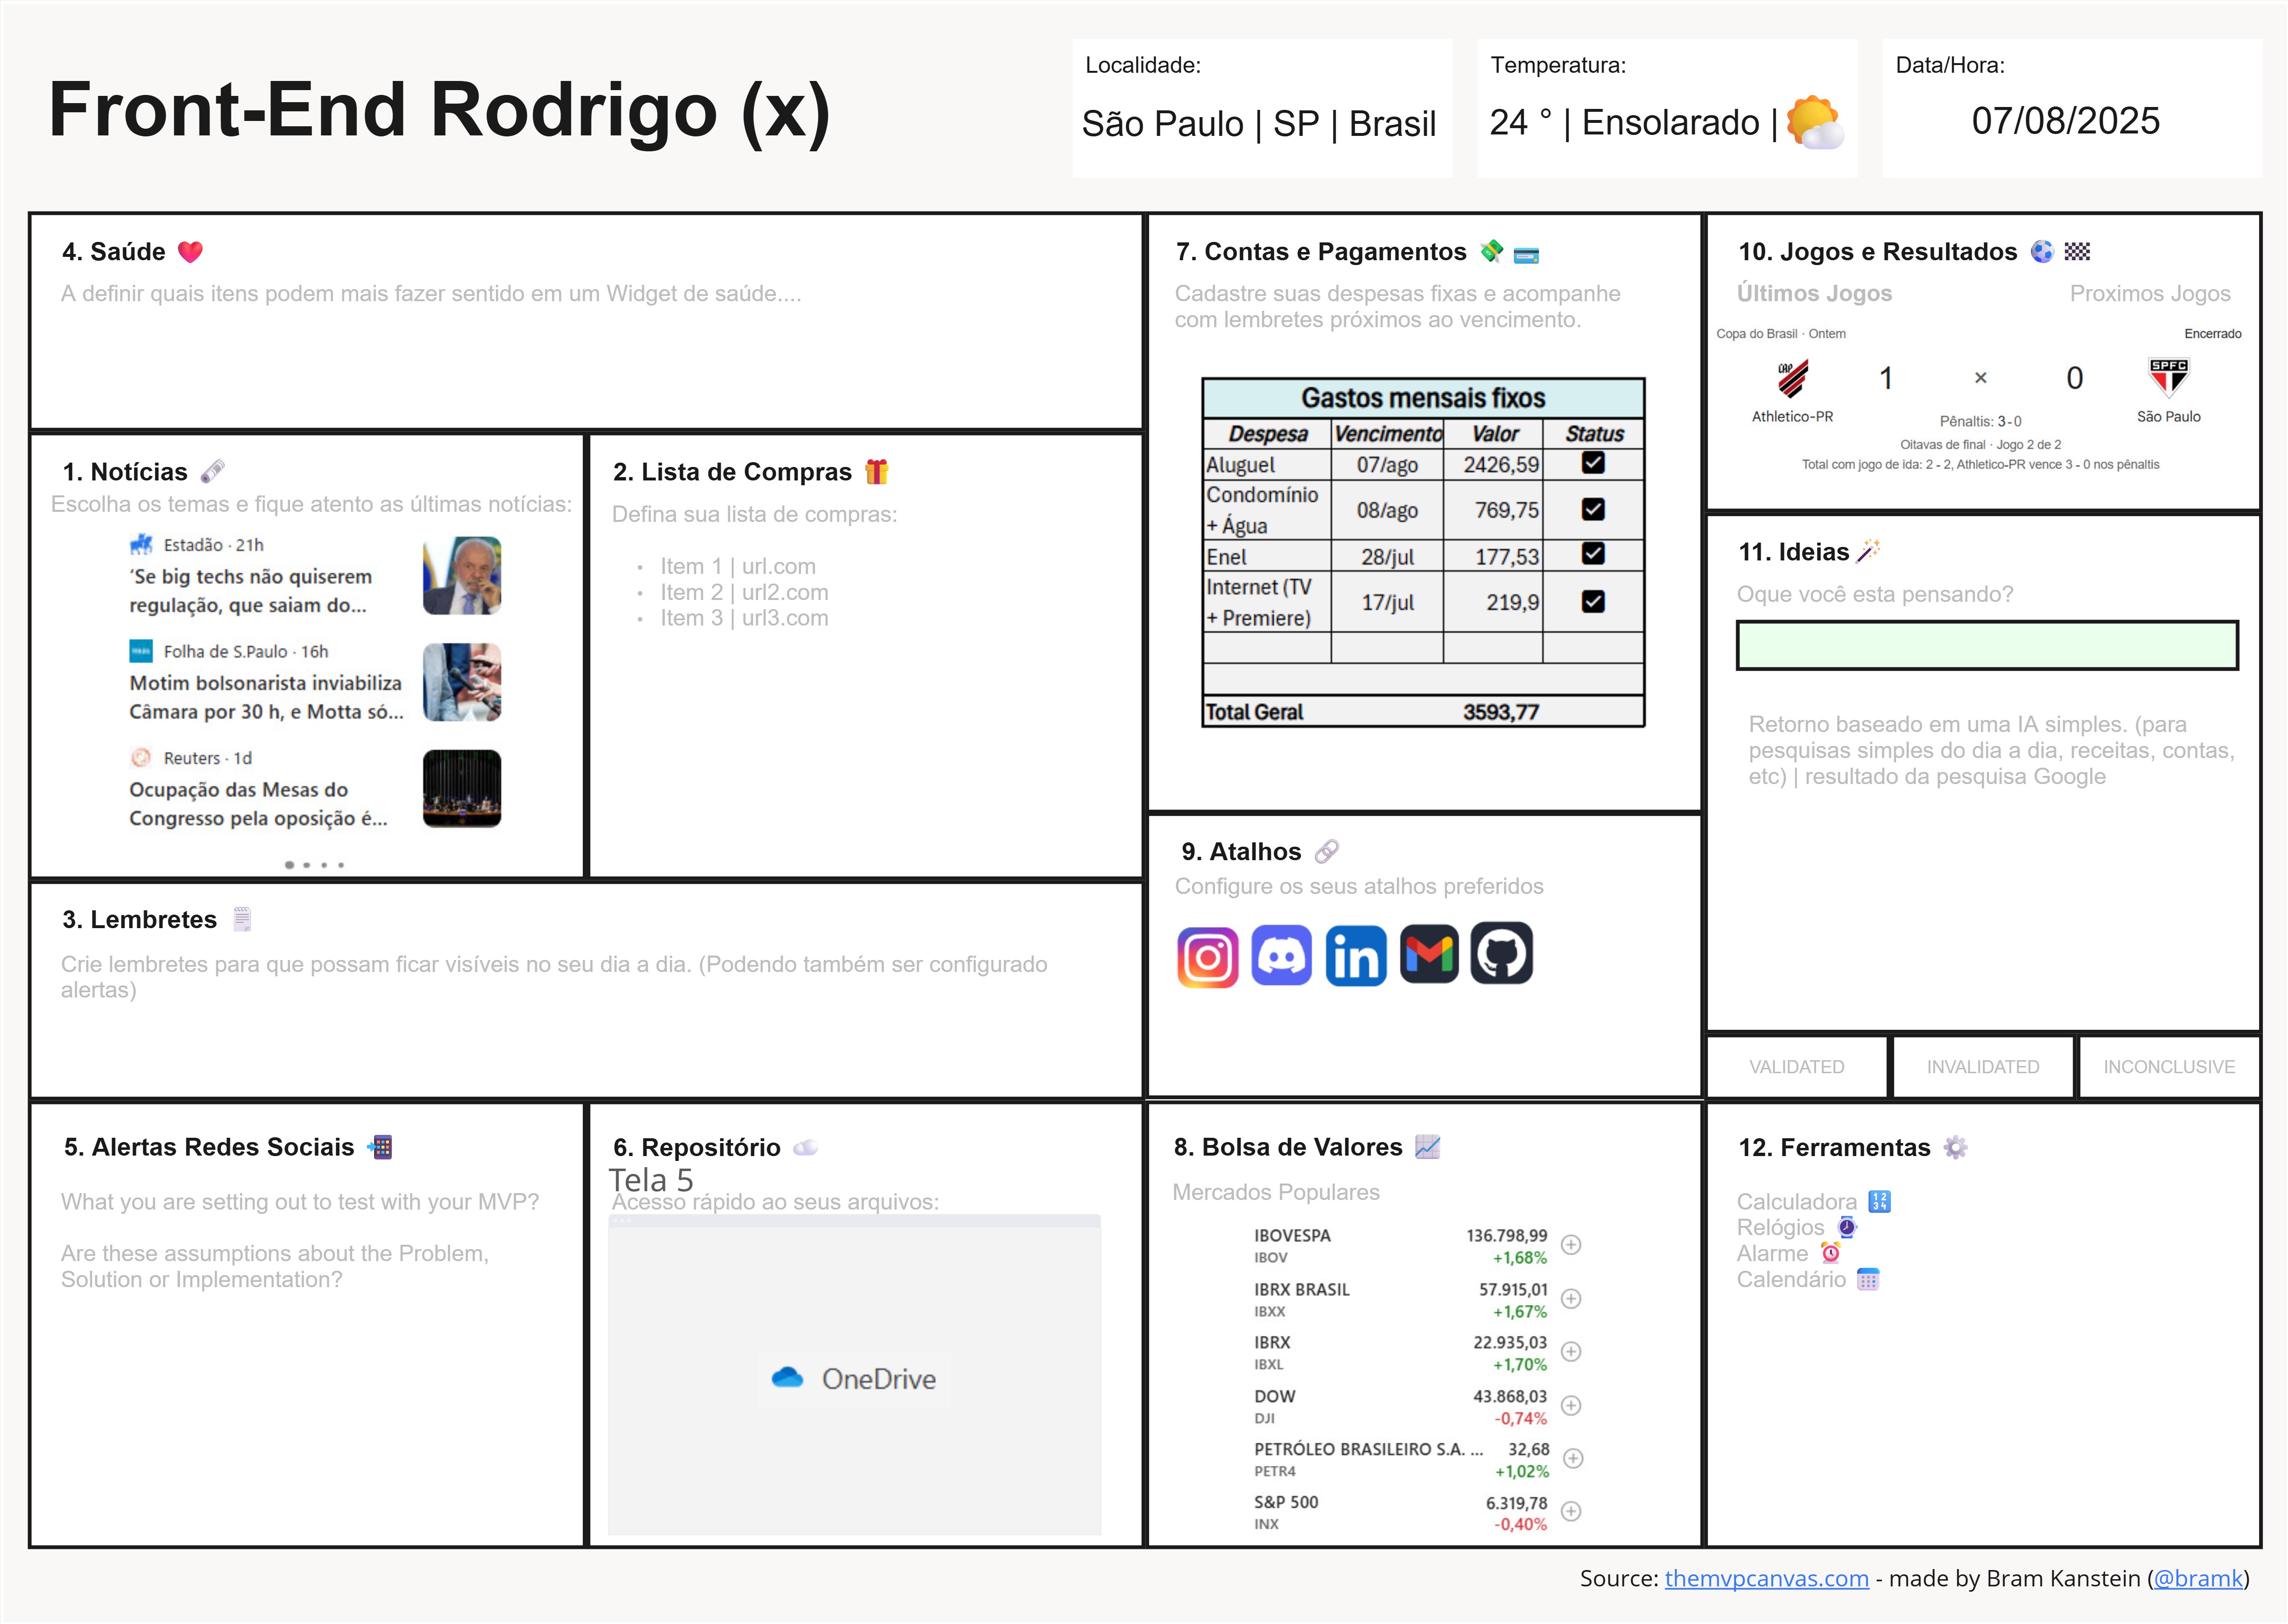 Front-End Rodrigo (x)
Localidade:
São Paulo | SP | Brasil
Temperatura:
24 ° | Ensolarado |
Data/Hora:
07/08/2025
4. Saúde
A definir quais itens podem mais fazer sentido em um Widget de saúde....
1. Notícias
Escolha os temas e fique atento as últimas notícias:
Estadão · 21h
‘Se big techs não quiserem
regulação, que saiam do...
Folha de S.Paulo · 16h
Motim bolsonarista inviabiliza
Câmara por 30 h, e Motta só...
Reuters · 1d
Ocupação das Mesas do
Congresso pela oposição é...
2. Lista de Compras
Defina sua lista de compras:
• Item 1 | url.com
• Item 2 | url2.com
• Item 3 | url3.com
3. Lembretes
Crie lembretes para que possam ficar visíveis no seu dia a dia. (Podendo também ser configurado
alertas)
5. Alertas Redes Sociais
What you are setting out to test with your MVP?
Are these assumptions about the Problem,
Solution or Implementation?
6. Repositório
Tela 5
Acesso rápido ao seus arquivos:
OneDrive
7. Contas e Pagamentos
Cadastre suas despesas fixas e acompanhe
com lembretes próximos ao vencimento.
Gastos mensais fixos
Despesa Vencimento Valor Status
Aluguel 07/ago 2426,59
Condomínio
+ Água 08/ago 769,75
Enel 28/jul 177,53
Internet (TV
+ Premiere) 17/jul 219,9
Total Geral 3593,77
9. Atalhos
Configure os seus atalhos preferidos
in
8. Bolsa de Valores
Mercados Populares
IBOVESPA 136.798,99
IBOV +1,68%
IBRX BRASIL 57.915,01
IBXX +1,67%
IBRX 22.935,03
IBXL +1,70%
DOW 43.868,03
DJI -0,74%
PETRÓLEO BRASILEIRO S.A. ... 32,68
PETR4 +1,02%
S&P 500 6.319,78
INX -0,40%
10. Jogos e Resultados
Últimos Jogos Proximos Jogos
Copa do Brasil · Ontem Encerrado
CAP SPFC
1 × 0
Athletico-PR São Paulo
Pênaltis: 3-0
Oitavas de final · Jogo 2 de 2
Total com jogo de ida: 2 - 2, Athletico-PR vence 3 - 0 nos pênaltis
11. Ideias
Oque você esta pensando?
Retorno baseado em uma IA simples. (para
pesquisas simples do dia a dia, receitas, contas,
etc) | resultado da pesquisa Google
VALIDATED INVALIDATED INCONCLUSIVE
12. Ferramentas
Calculadora
Relógios
Alarme
Calendário
Source: themvpcanvas.com - made by Bram Kanstein (@bramk)